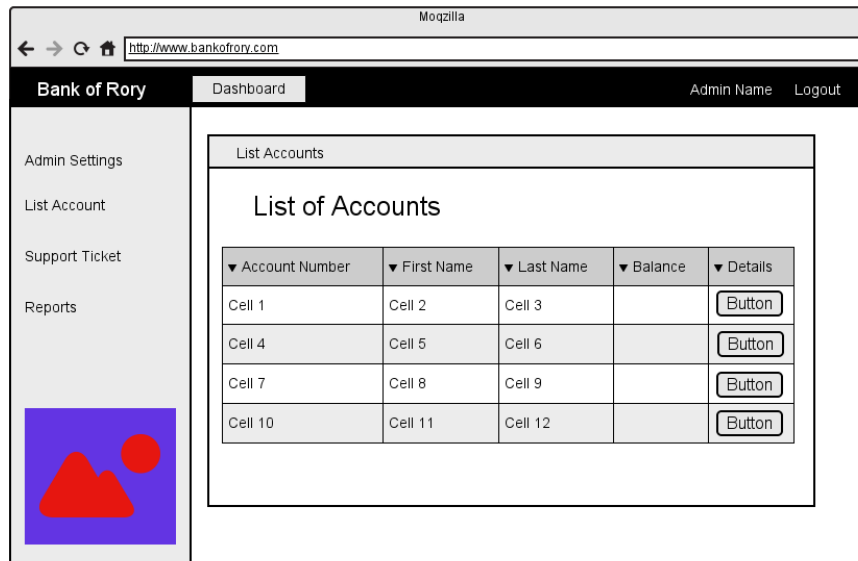 Moqzilla
http://www.bankofrory.com
Bank of Rory Dashboard Admin Name Logout
Admin Settings
List Account
Support Ticket
Reports
List Accounts
List of Accounts
Account Number First Name Last Name Balance Details
Cell 1 Cell 2 Cell 3 Button
Cell 4 Cell 5 Cell 6 Button
Cell 7 Cell 8 Cell 9 Button
Cell 10 Cell 11 Cell 12 Button